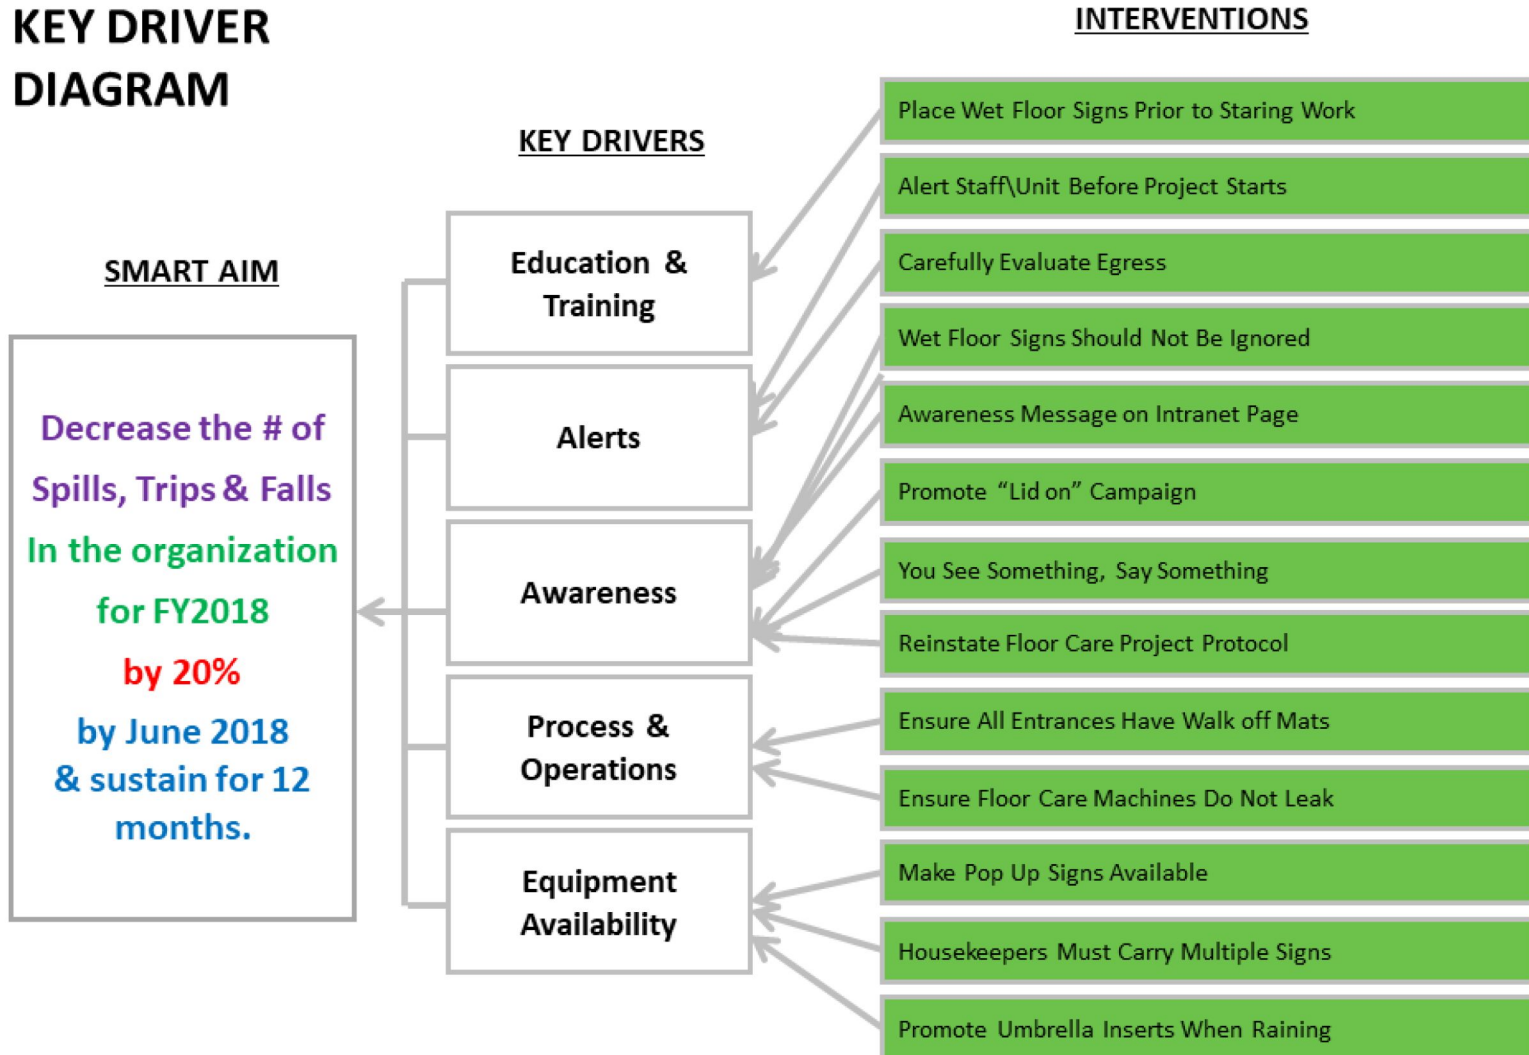 KEY DRIVER
DIAGRAM
SMART AIM
Decrease the # of
Spills, Trips & Falls
In the organization
for FY2018
by 20%
by June 2018
& sustain for 12
months.
KEY DRIVERS
Education &
Training
Alerts
Awareness
Process &
Operations
Equipment
Availability
INTERVENTIONS
Place Wet Floor Signs Prior to Staring Work
Alert Staff\Unit Before Project Starts
Carefully Evaluate Egress
Wet Floor Signs Should Not Be Ignored
Awareness Message on Intranet Page
Promote “Lid on” Campaign
You See Something, Say Something
Reinstate Floor Care Project Protocol
Ensure All Entrances Have Walk off Mats
Ensure Floor Care Machines Do Not Leak
Make Pop Up Signs Available
Housekeepers Must Carry Multiple Signs
Promote Umbrella Inserts When Raining